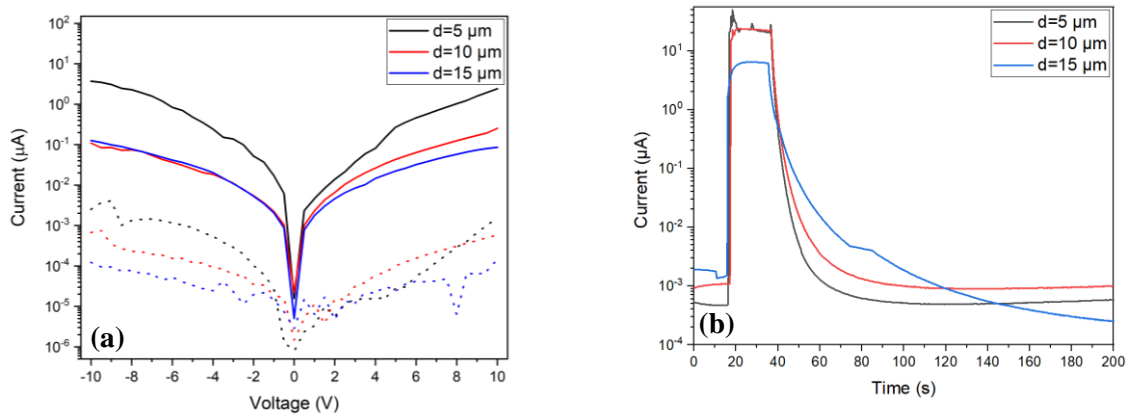 10²
10¹
10⁰
10⁻¹
10⁻²
10⁻³
10⁻⁴
10⁻⁵
10⁻⁶
Current (µA)
d=5 µm
d=10 µm
d=15 µm
(a)
-10 -8 -6 -4 -2 0 2 4 6 8 10
Voltage (V)
10¹
10⁰
10⁻¹
10⁻²
10⁻³
10⁻⁴
Current (µA)
d=5 µm
d=10 µm
d=15 µm
(b)
0 20 40 60 80 100 120 140 160 180 200
Time (s)